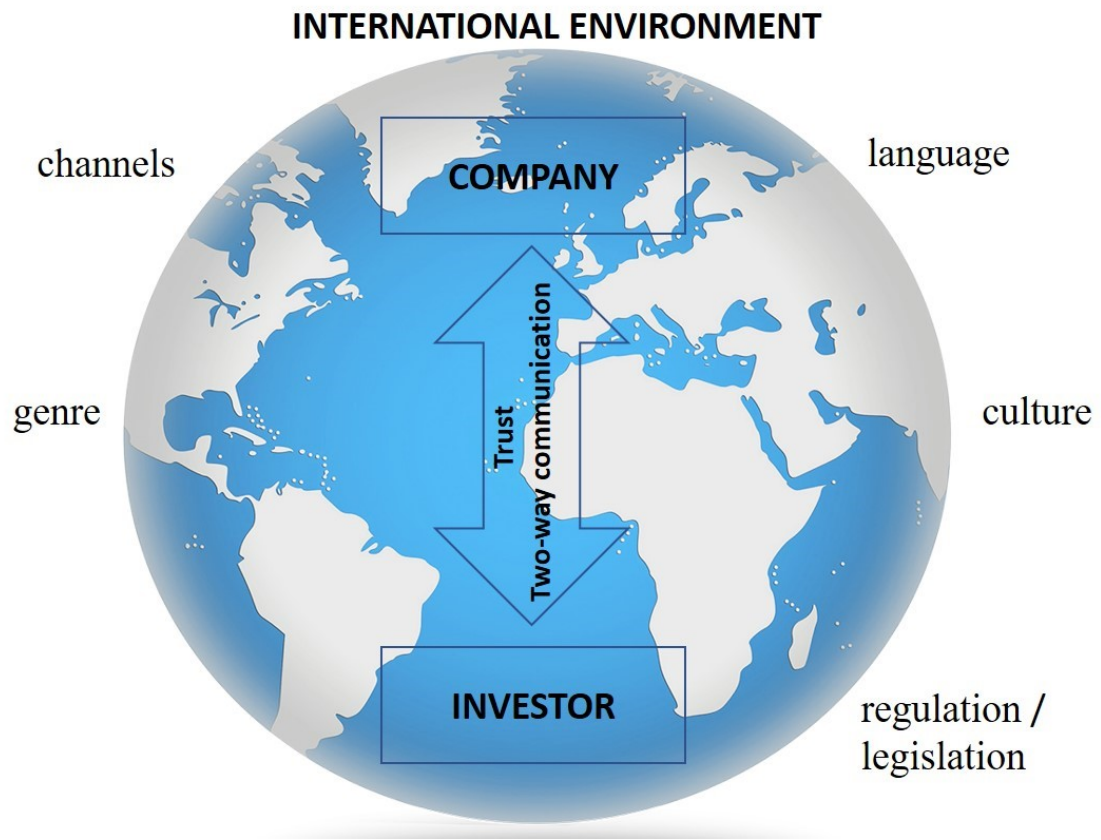 INTERNATIONAL ENVIRONMENT
channels
language
COMPANY
genre
culture
Trust
Two-way communication
INVESTOR
regulation /
legislation